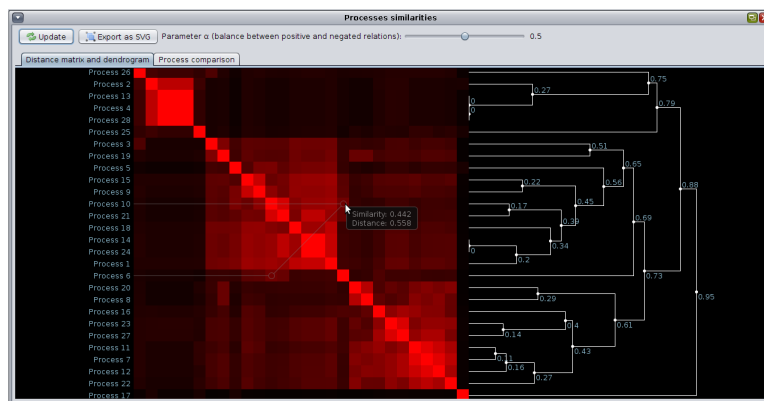 Processes similarities
Update Export as SVG Parameter α (balance between positive and negated relations): 0.5
Distance matrix and dendrogram Process comparison
Process 26
Process 2
Process 13
Process 4
Process 28
Process 25
Process 3
Process 19
Process 5
Process 15
Process 9
Process 10
Process 21
Process 18
Process 14
Process 24
Process 1
Process 6
Process 20
Process 8
Process 16
Process 23
Process 27
Process 11
Process 7
Process 12
Process 22
Process 17
Similarity: 0.442
Distance: 0.558
0.75
0.27
0.79
0
0
0.51
0.65
0.56
0.22
0.88
0.45
0.17
0.39
0.69
0.34
0
0.2
0.73
0.29
0.95
0.61
0.4
0.14
0.43
0.11
0.16
0.27